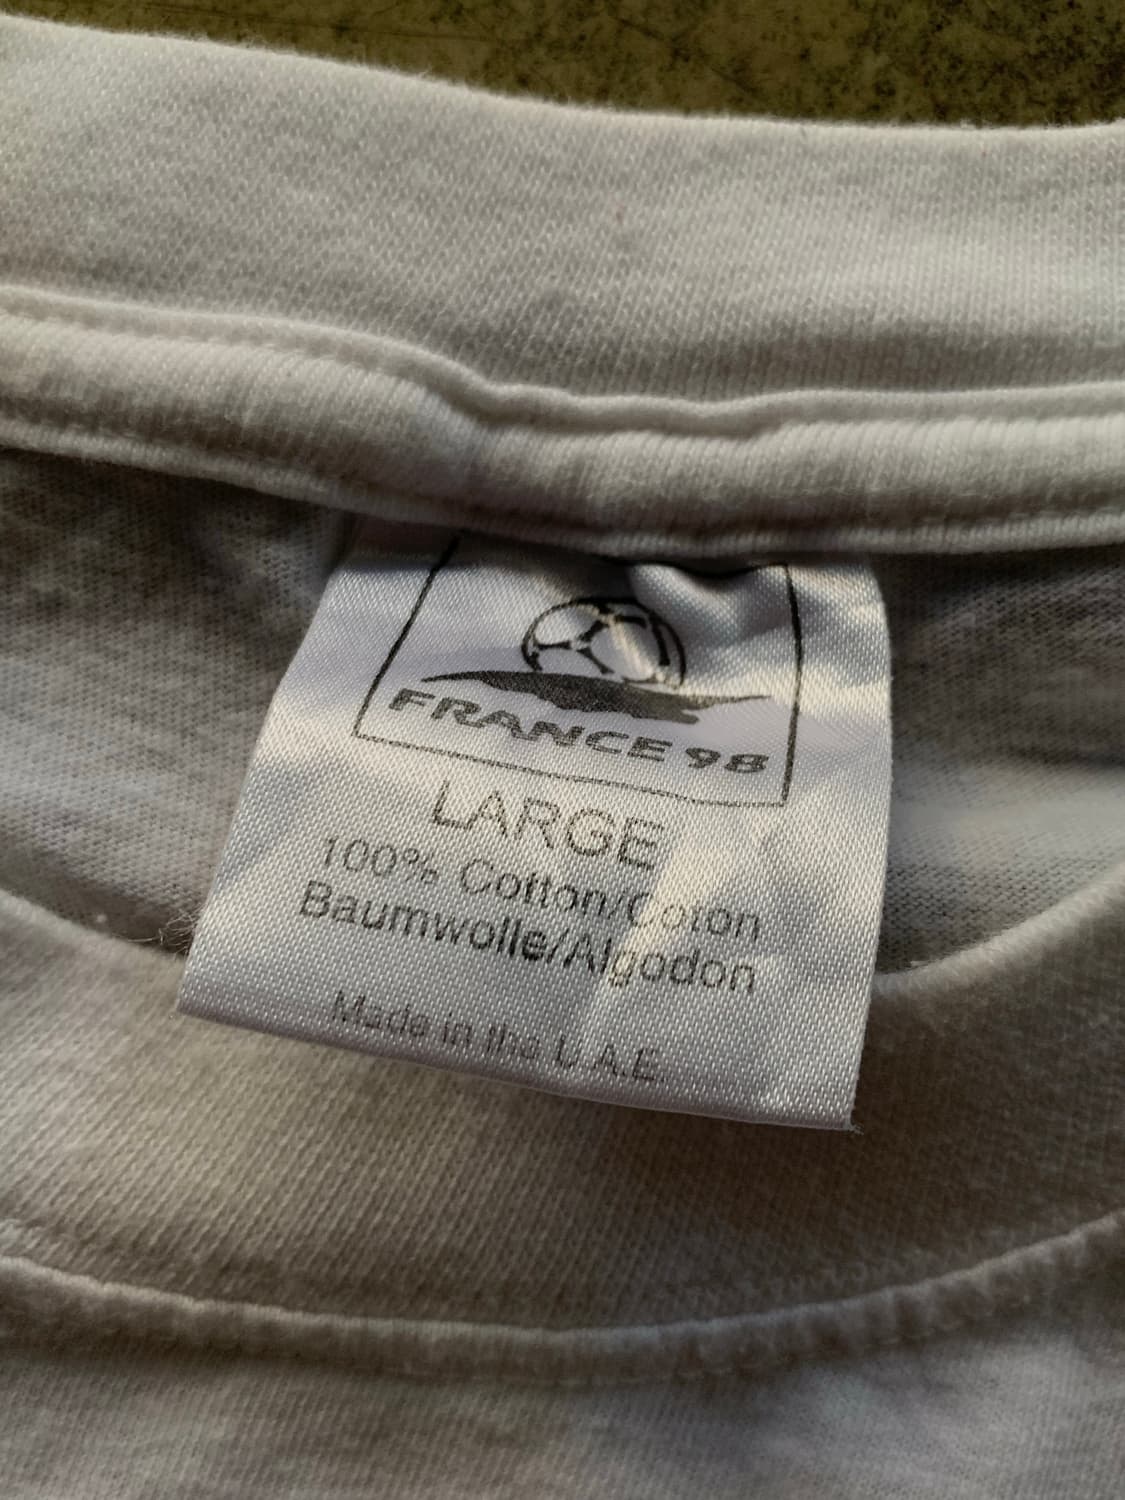 FRANCE 98
LARGE
100% Cotton/Coton
Baumwolle/Algodon
Made in the U.A.E.